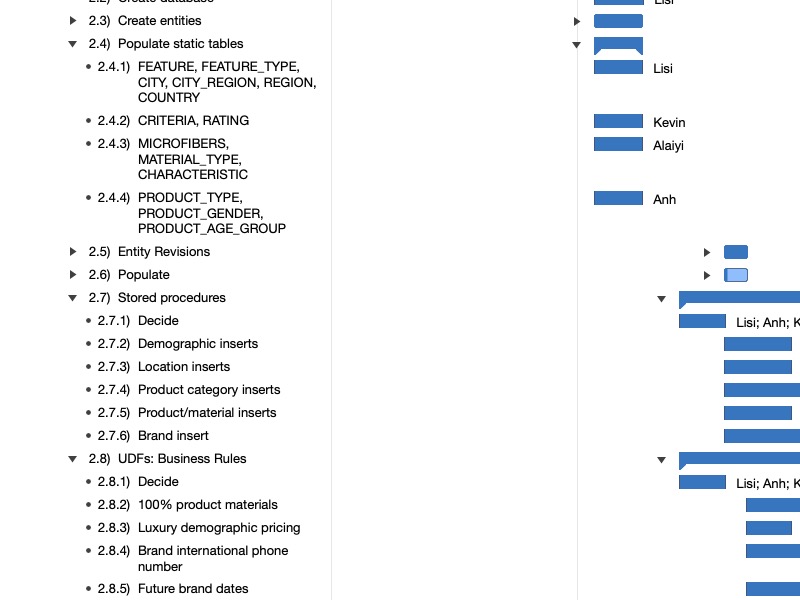 2.3) Create entities
2.4) Populate static tables
2.4.1) FEATURE, FEATURE_TYPE,
CITY, CITY_REGION, REGION,
COUNTRY
Lisi
2.4.2) CRITERIA, RATING
Kevin
2.4.3) MICROFIBERS,
MATERIAL_TYPE,
CHARACTERISTIC
Alaiyi
2.4.4) PRODUCT_TYPE,
PRODUCT_GENDER,
PRODUCT_AGE_GROUP
Anh
2.5) Entity Revisions
2.6) Populate
2.7) Stored procedures
2.7.1) Decide
Lisi; Anh; K
2.7.2) Demographic inserts
2.7.3) Location inserts
2.7.4) Product category inserts
2.7.5) Product/material inserts
2.7.6) Brand insert
2.8) UDFs: Business Rules
2.8.1) Decide
Lisi; Anh; K
2.8.2) 100% product materials
2.8.3) Luxury demographic pricing
2.8.4) Brand international phone
number
2.8.5) Future brand dates